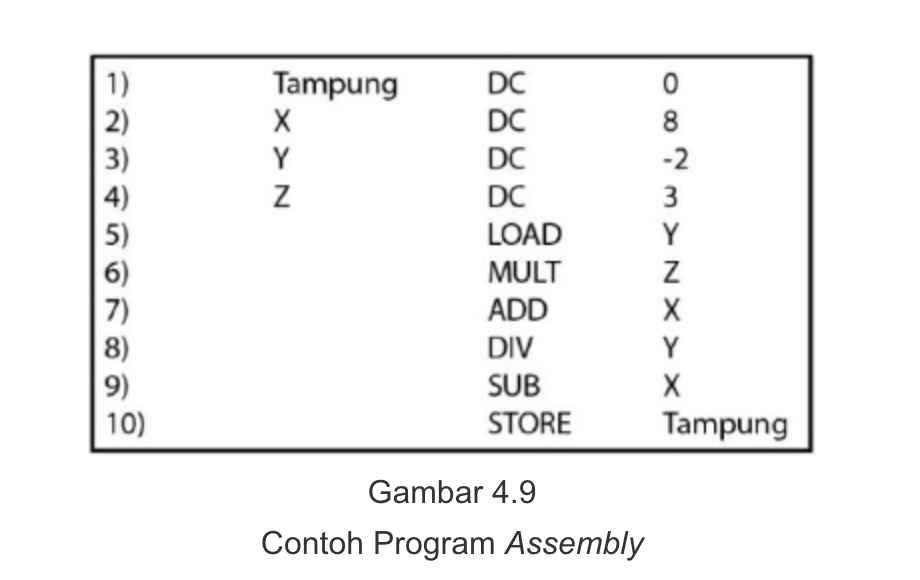 1) Tampung DC 0
2) X DC 8
3) Y DC -2
4) Z DC 3
5) LOAD Y
6) MULT Z
7) ADD X
8) DIV Y
9) SUB X
10) STORE Tampung
Gambar 4.9
Contoh Program Assembly